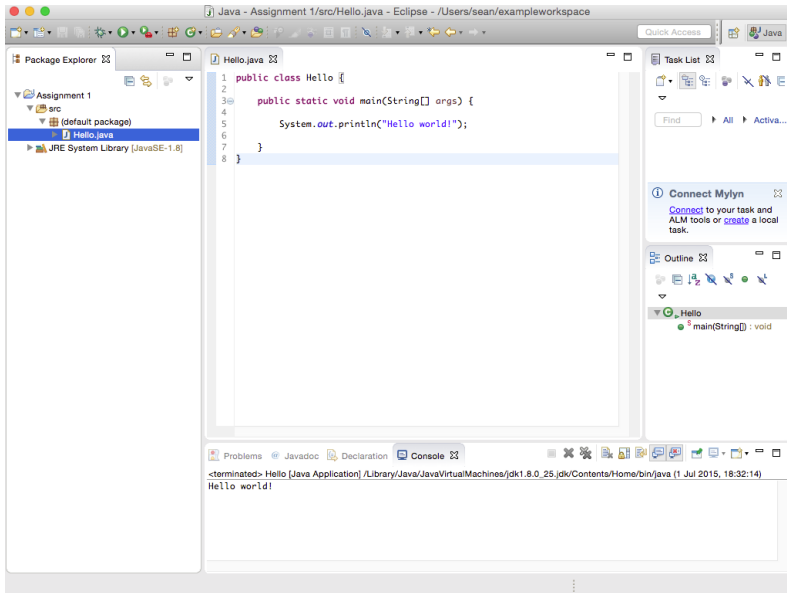 Java - Assignment 1/src/Hello.java - Eclipse - /Users/sean/exampleworkspace
Quick Access
Java
Package Explorer
Assignment 1
src
(default package)
Hello.java
JRE System Library [JavaSE-1.8]
Hello.java
1 public class Hello {
2
3 public static void main(String[] args) {
4
5 System.out.println("Hello world!");
6
7 }
8 }
Task List
Find
All
Activa...
Connect Mylyn
Connect to your task and
ALM tools or create a local
task.
Outline
Hello
main(String[]) : void
Problems
Javadoc
Declaration
Console
<terminated> Hello [Java Application] /Library/Java/JavaVirtualMachines/jdk1.8.0_25.jdk/Contents/Home/bin/java (1 Jul 2015, 18:32:14)
Hello world!